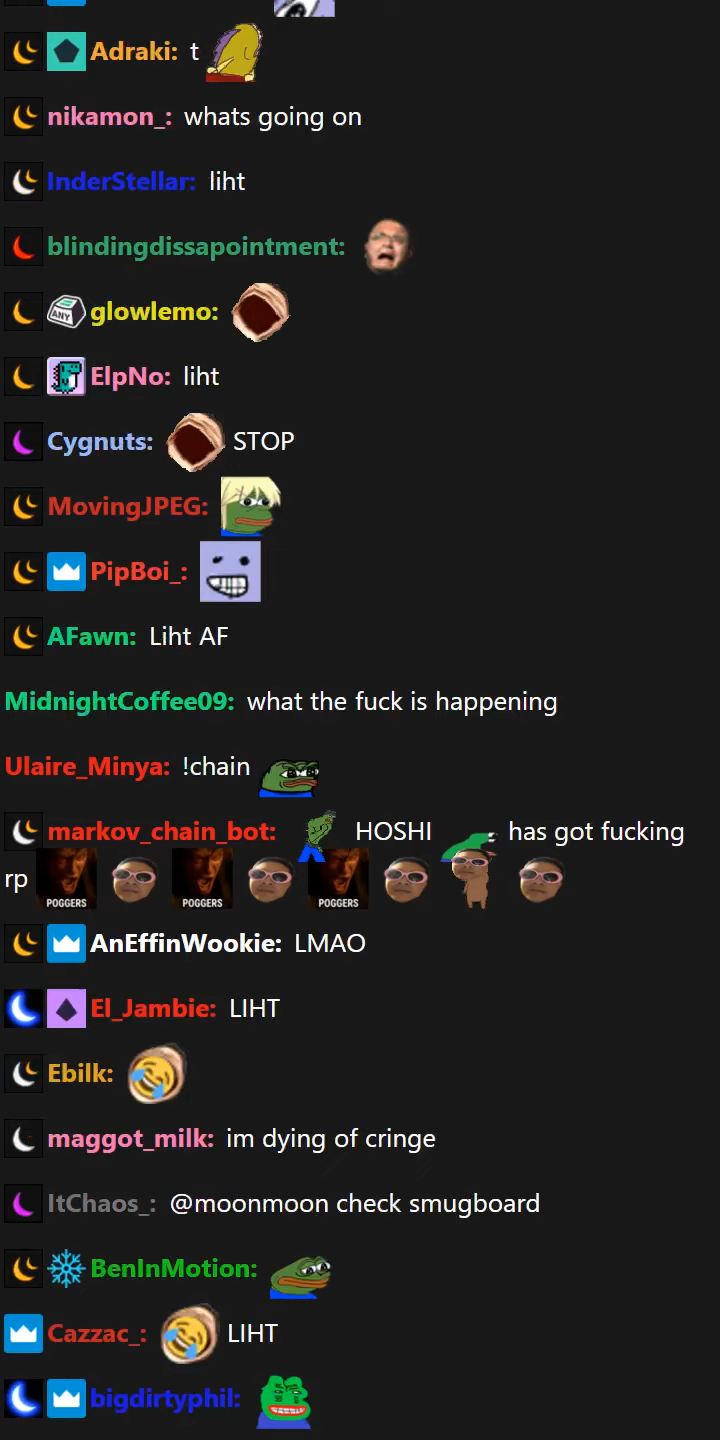 Adraki: t
nikamon_: whats going on
InderStellar: liht
blindingdissapointment:
ANY glowlemo:
ElpNo: liht
Cygnuts: STOP
MovingJPEG:
PipBoi_:
AFawn: Liht AF
MidnightCoffee09: what the fuck is happening
Ulaire_Minya: !chain
markov_chain_bot: HOSHI has got fucking
rp POGGERS POGGERS POGGERS
AnEffinWookie: LMAO
El_Jambie: LIHT
Ebilk:
maggot_milk: im dying of cringe
ItChaos_: @moonmoon check smugboard
BenInMotion:
Cazzac_: LIHT
bigdirtyphil: